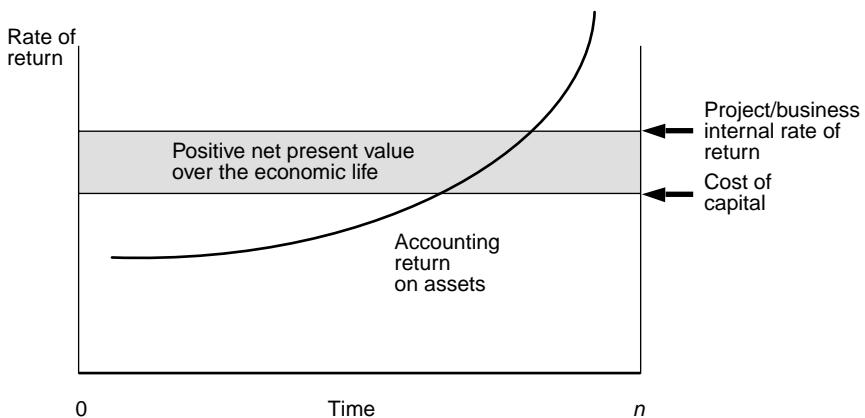 Rate of
return
Project/business
internal rate of
return
Positive net present value
over the economic life
Cost of
capital
Accounting
return
on assets
0
Time
n